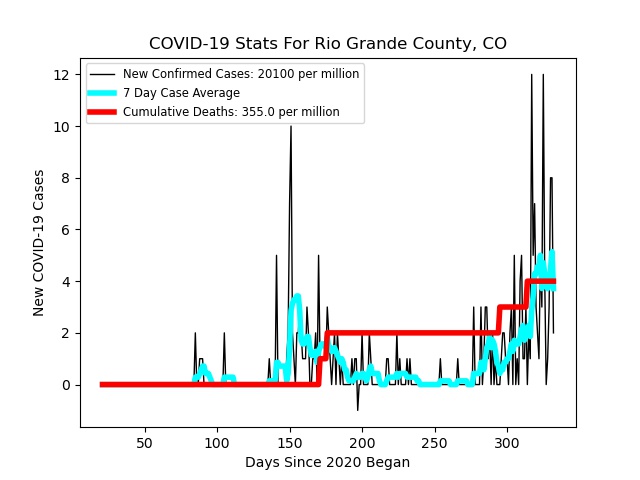 COVID-19 Stats For Rio Grande County, CO
New Confirmed Cases: 20100 per million
7 Day Case Average
Cumulative Deaths: 355.0 per million
New COVID-19 Cases
12
10
8
6
4
2
0
50 100 150 200 250 300
Days Since 2020 Began